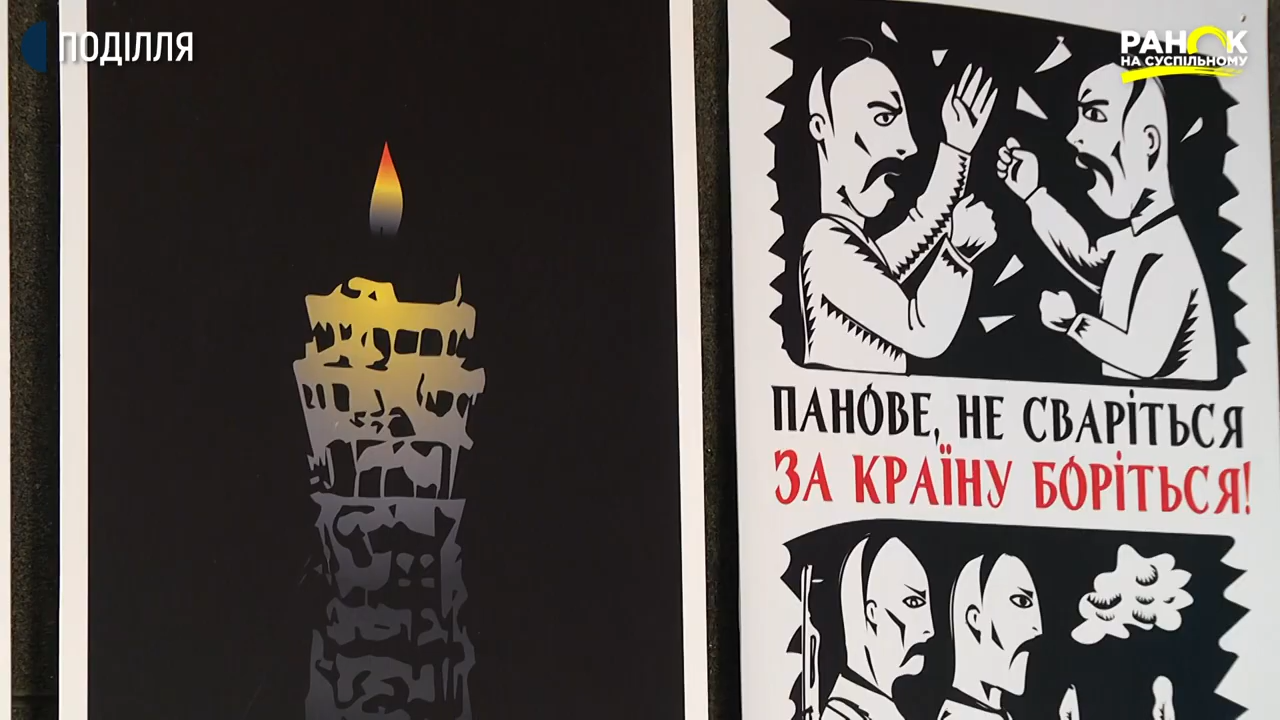 ПОДІЛЛЯ
РАНОК
НА СУСПІЛЬНОМУ
ПАНОВЕ, НЕ СВАРІТЬСЯ
ЗА КРАЇНУ БОРІТЬСЯ!